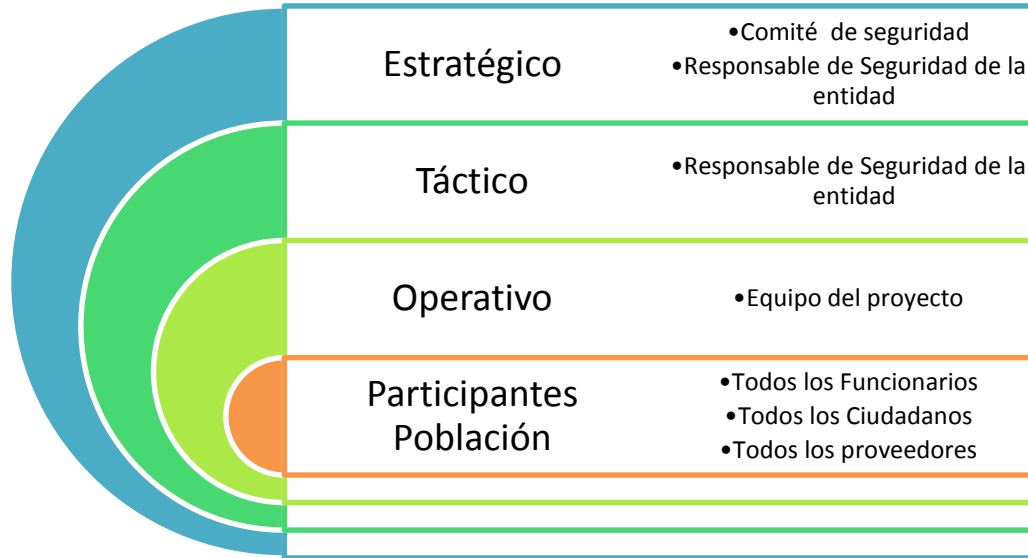 Estratégico
•Comité de seguridad
•Responsable de Seguridad de la
entidad
Táctico
•Responsable de Seguridad de la
entidad
Operativo
•Equipo del proyecto
Participantes
Población
•Todos los Funcionarios
•Todos los Ciudadanos
•Todos los proveedores